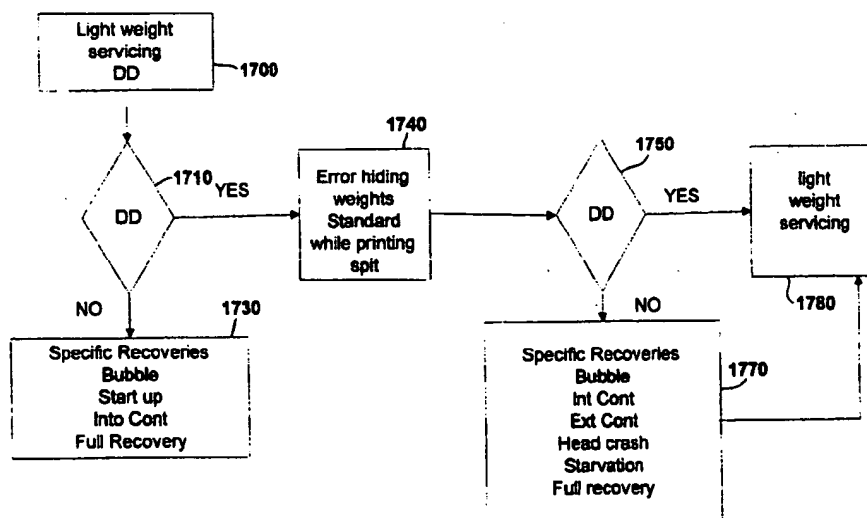 Light weight
servicing
DD
1700
1710
DD
YES
NO
1730
Specific Recoveries
Bubble
Start up
Into Cont
Full Recovery
1740
Error hiding
weights
Standard
while printing
spit
1750
DD
YES
NO
light
weight
servicing
1780
Specific Recoveries
Bubble
Int Cont
Ext Cont
Head crash
Starvation
Full recovery
1770